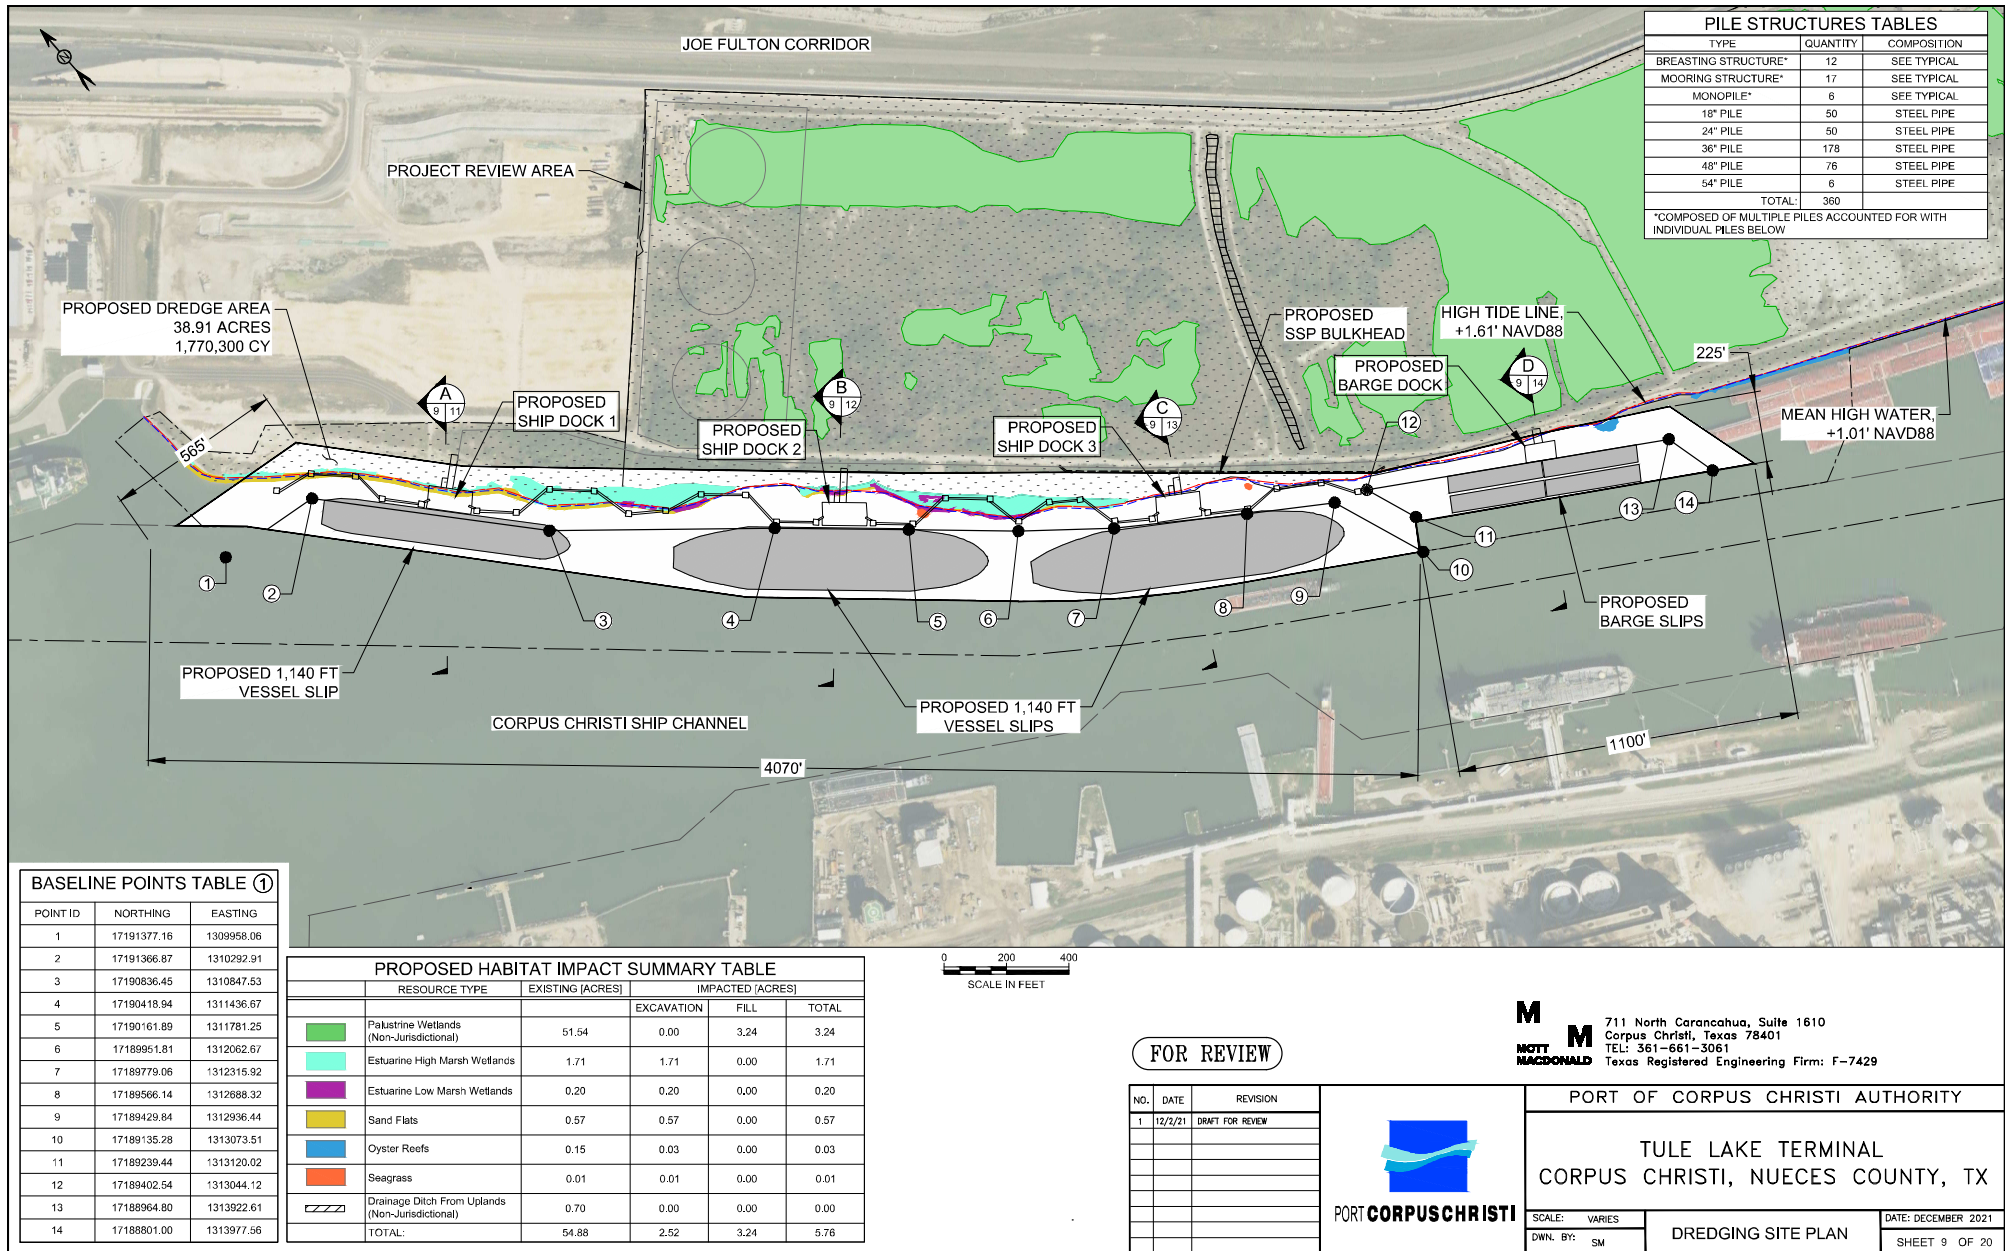 JOE FULTON CORRIDOR
PROJECT REVIEW AREA
PILE STRUCTURES TABLES
TYPE QUANTITY COMPOSITION
BREASTING STRUCTURE* 12 SEE TYPICAL
MOORING STRUCTURE* 17 SEE TYPICAL
MONOPILE* 6 SEE TYPICAL
18" PILE 50 STEEL PIPE
24" PILE 50 STEEL PIPE
36" PILE 178 STEEL PIPE
48" PILE 76 STEEL PIPE
54" PILE 6 STEEL PIPE
TOTAL: 360
*COMPOSED OF MULTIPLE PILES ACCOUNTED FOR WITH
INDIVIDUAL PILES BELOW
N
PROPOSED DREDGE AREA
38.91 ACRES
1,770,300 CY
565'
A
9 11
PROPOSED
SHIP DOCK 1
B
9 12
PROPOSED
SHIP DOCK 2
C
9 13
PROPOSED
SHIP DOCK 3
PROPOSED
SSP BULKHEAD
PROPOSED
BARGE DOCK
HIGH TIDE LINE,
+1.61' NAVD88
D
9 14
225'
MEAN HIGH WATER,
+1.01' NAVD88
12
13
14
11
10
1
2
3
4
5
6
7
8
9
PROPOSED
BARGE SLIPS
PROPOSED 1,140 FT
VESSEL SLIP
PROPOSED 1,140 FT
VESSEL SLIPS
CORPUS CHRISTI SHIP CHANNEL
4070'
1100'
BASELINE POINTS TABLE 1
POINT ID NORTHING EASTING
1 17191377.16 1309958.06
2 17191366.87 1310292.91
3 17190836.45 1310847.53
4 17190418.94 1311436.67
5 17190161.89 1311781.25
6 17189951.81 1312062.67
7 17189779.06 1312315.92
8 17189566.14 1312688.32
9 17189429.84 1312936.44
10 17189135.28 1313073.51
11 17189239.44 1313120.02
12 17189402.54 1313044.12
13 17188964.80 1313922.61
14 17188801.00 1313977.56
PROPOSED HABITAT IMPACT SUMMARY TABLE
RESOURCE TYPE EXISTING [ACRES] IMPACTED [ACRES]
EXCAVATION FILL TOTAL
Palustrine Wetlands
(Non-Jurisdictional) 51.54 0.00 3.24 3.24
Estuarine High Marsh Wetlands 1.71 1.71 0.00 1.71
Estuarine Low Marsh Wetlands 0.20 0.20 0.00 0.20
Sand Flats 0.57 0.57 0.00 0.57
Oyster Reefs 0.15 0.03 0.00 0.03
Seagrass 0.01 0.01 0.00 0.01
Drainage Ditch From Uplands
(Non-Jurisdictional) 0.70 0.00 0.00 0.00
TOTAL: 54.88 2.52 3.24 5.76
0 200 400
SCALE IN FEET
FOR REVIEW
M
M
MOTT
MACDONALD
711 North Carancahua, Suite 1610
Corpus Christi, Texas 78401
TEL: 361-661-3061
Texas Registered Engineering Firm: F-7429
NO. DATE REVISION
1 12/2/21 DRAFT FOR REVIEW
PORT CORPUS CHRISTI
PORT OF CORPUS CHRISTI AUTHORITY
TULE LAKE TERMINAL
CORPUS CHRISTI, NUECES COUNTY, TX
SCALE: VARIES
DWN. BY: SM
DREDGING SITE PLAN
DATE: DECEMBER 2021
SHEET 9 OF 20